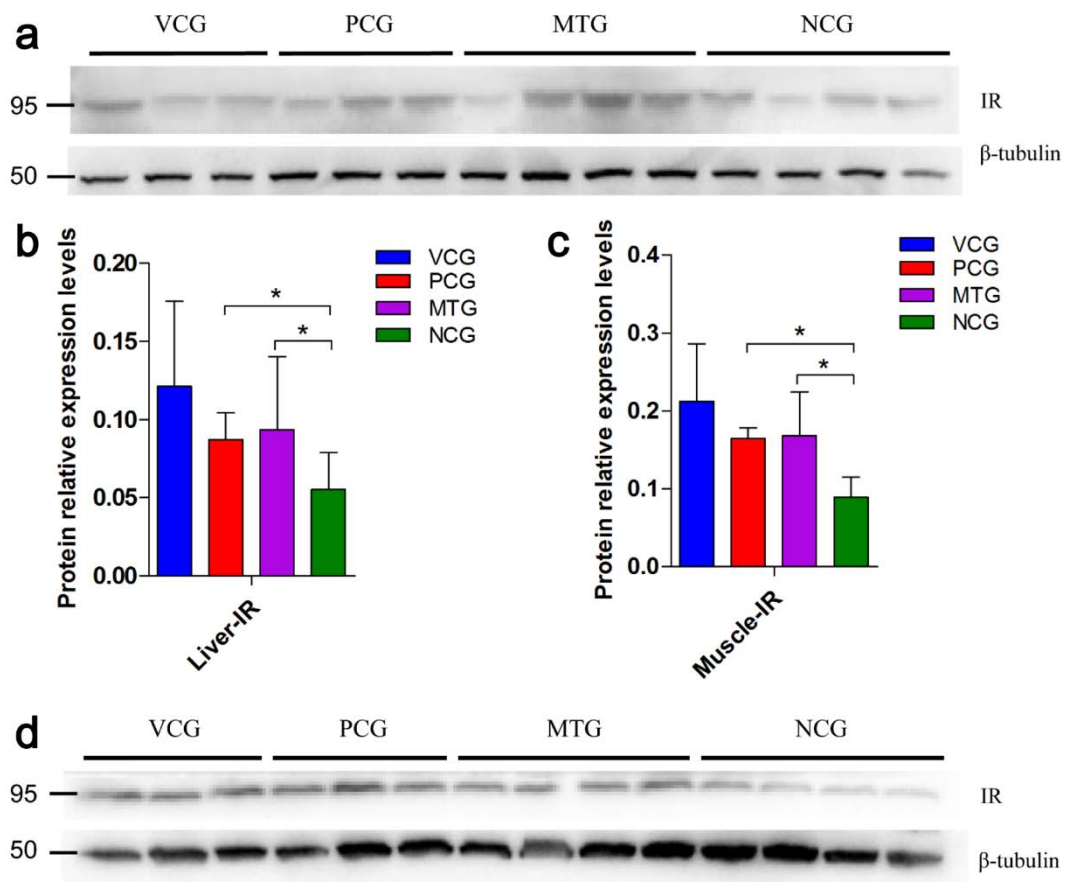 a
VCG PCG MTG NCG
95 IR
50 β-tubulin
b
Protein relative expression levels
0.20
0.15
0.10
0.05
0.00
* *
VCG
PCG
MTG
NCG
Liver-IR
c
Protein relative expression levels
0.4
0.3
0.2
0.1
0.0
* *
VCG
PCG
MTG
NCG
Muscle-IR
d
VCG PCG MTG NCG
95 IR
50 β-tubulin